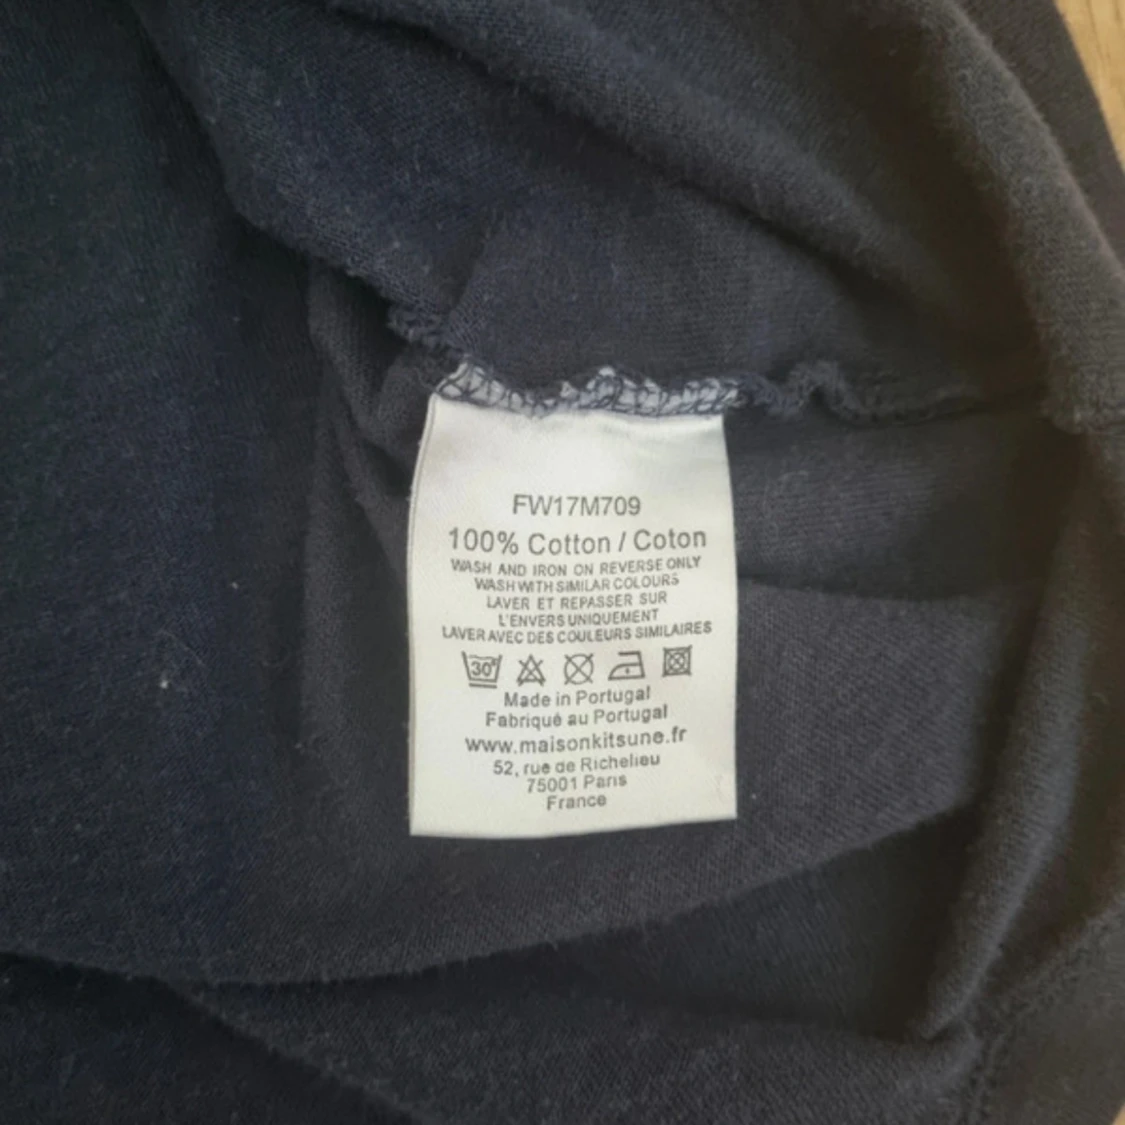 FW17M709
100% Cotton / Coton
WASH AND IRON ON REVERSE ONLY
WASH WITH SIMILAR COLOURS
LAVER ET REPASSER SUR
L'ENVERS UNIQUEMENT
LAVER AVEC DES COULEURS SIMILAIRES
30°
Made in Portugal
Fabriqué au Portugal
www.maisonkitsune.fr
52, rue de Richelieu
75001 Paris
France